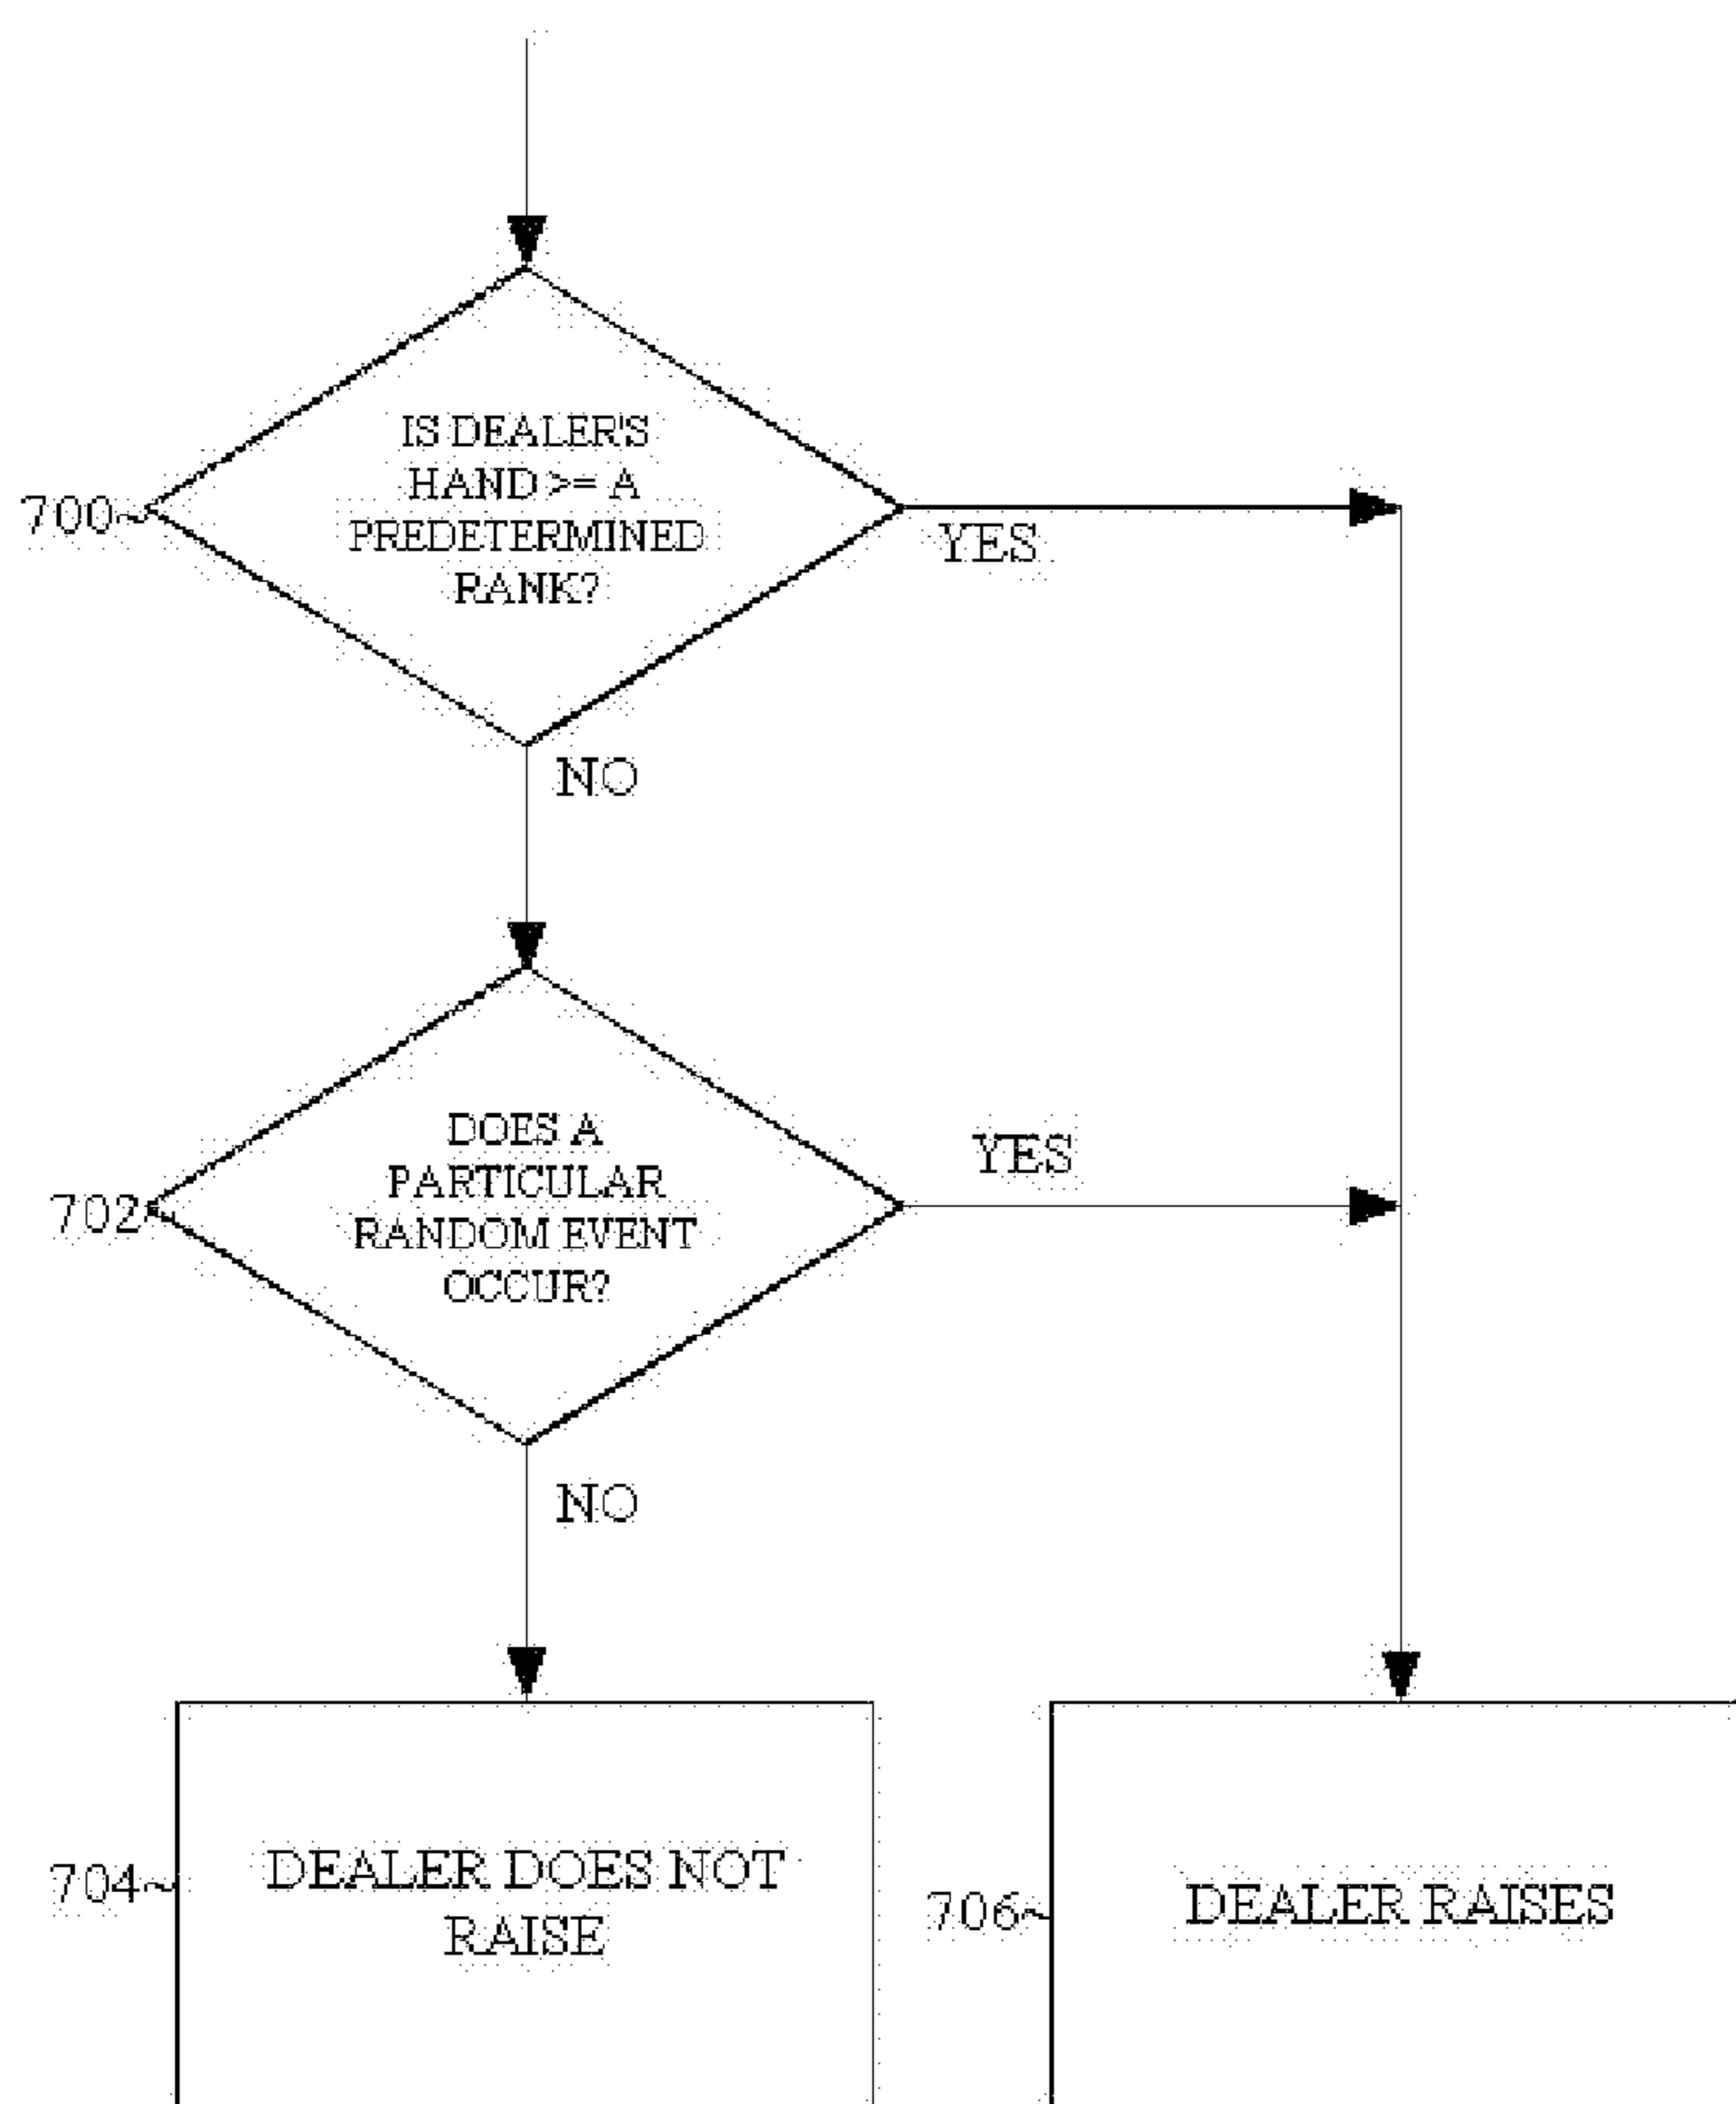 IS DEALER'S
HAND >= A
PREDETERMINED
RANK?
700~
YES
NO
DOES A
PARTICULAR
RANDOM EVENT
OCCUR?
702~
YES
NO
DEALER DOES NOT
RAISE
704~
DEALER RAISES
706~